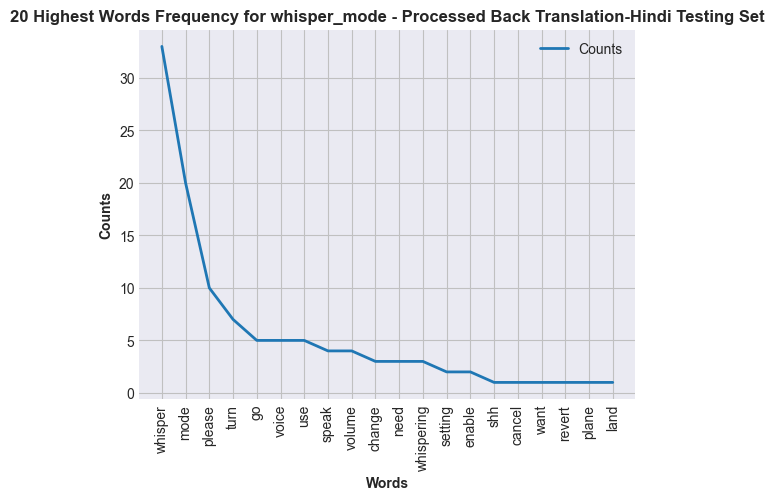 20 Highest Words Frequency for whisper_mode - Processed Back Translation-Hindi Testing Set
Counts
Counts
30
25
20
15
10
5
0
whisper
mode
please
turn
go
voice
use
speak
volume
change
need
whispering
setting
enable
shh
cancel
want
revert
plane
land
Words